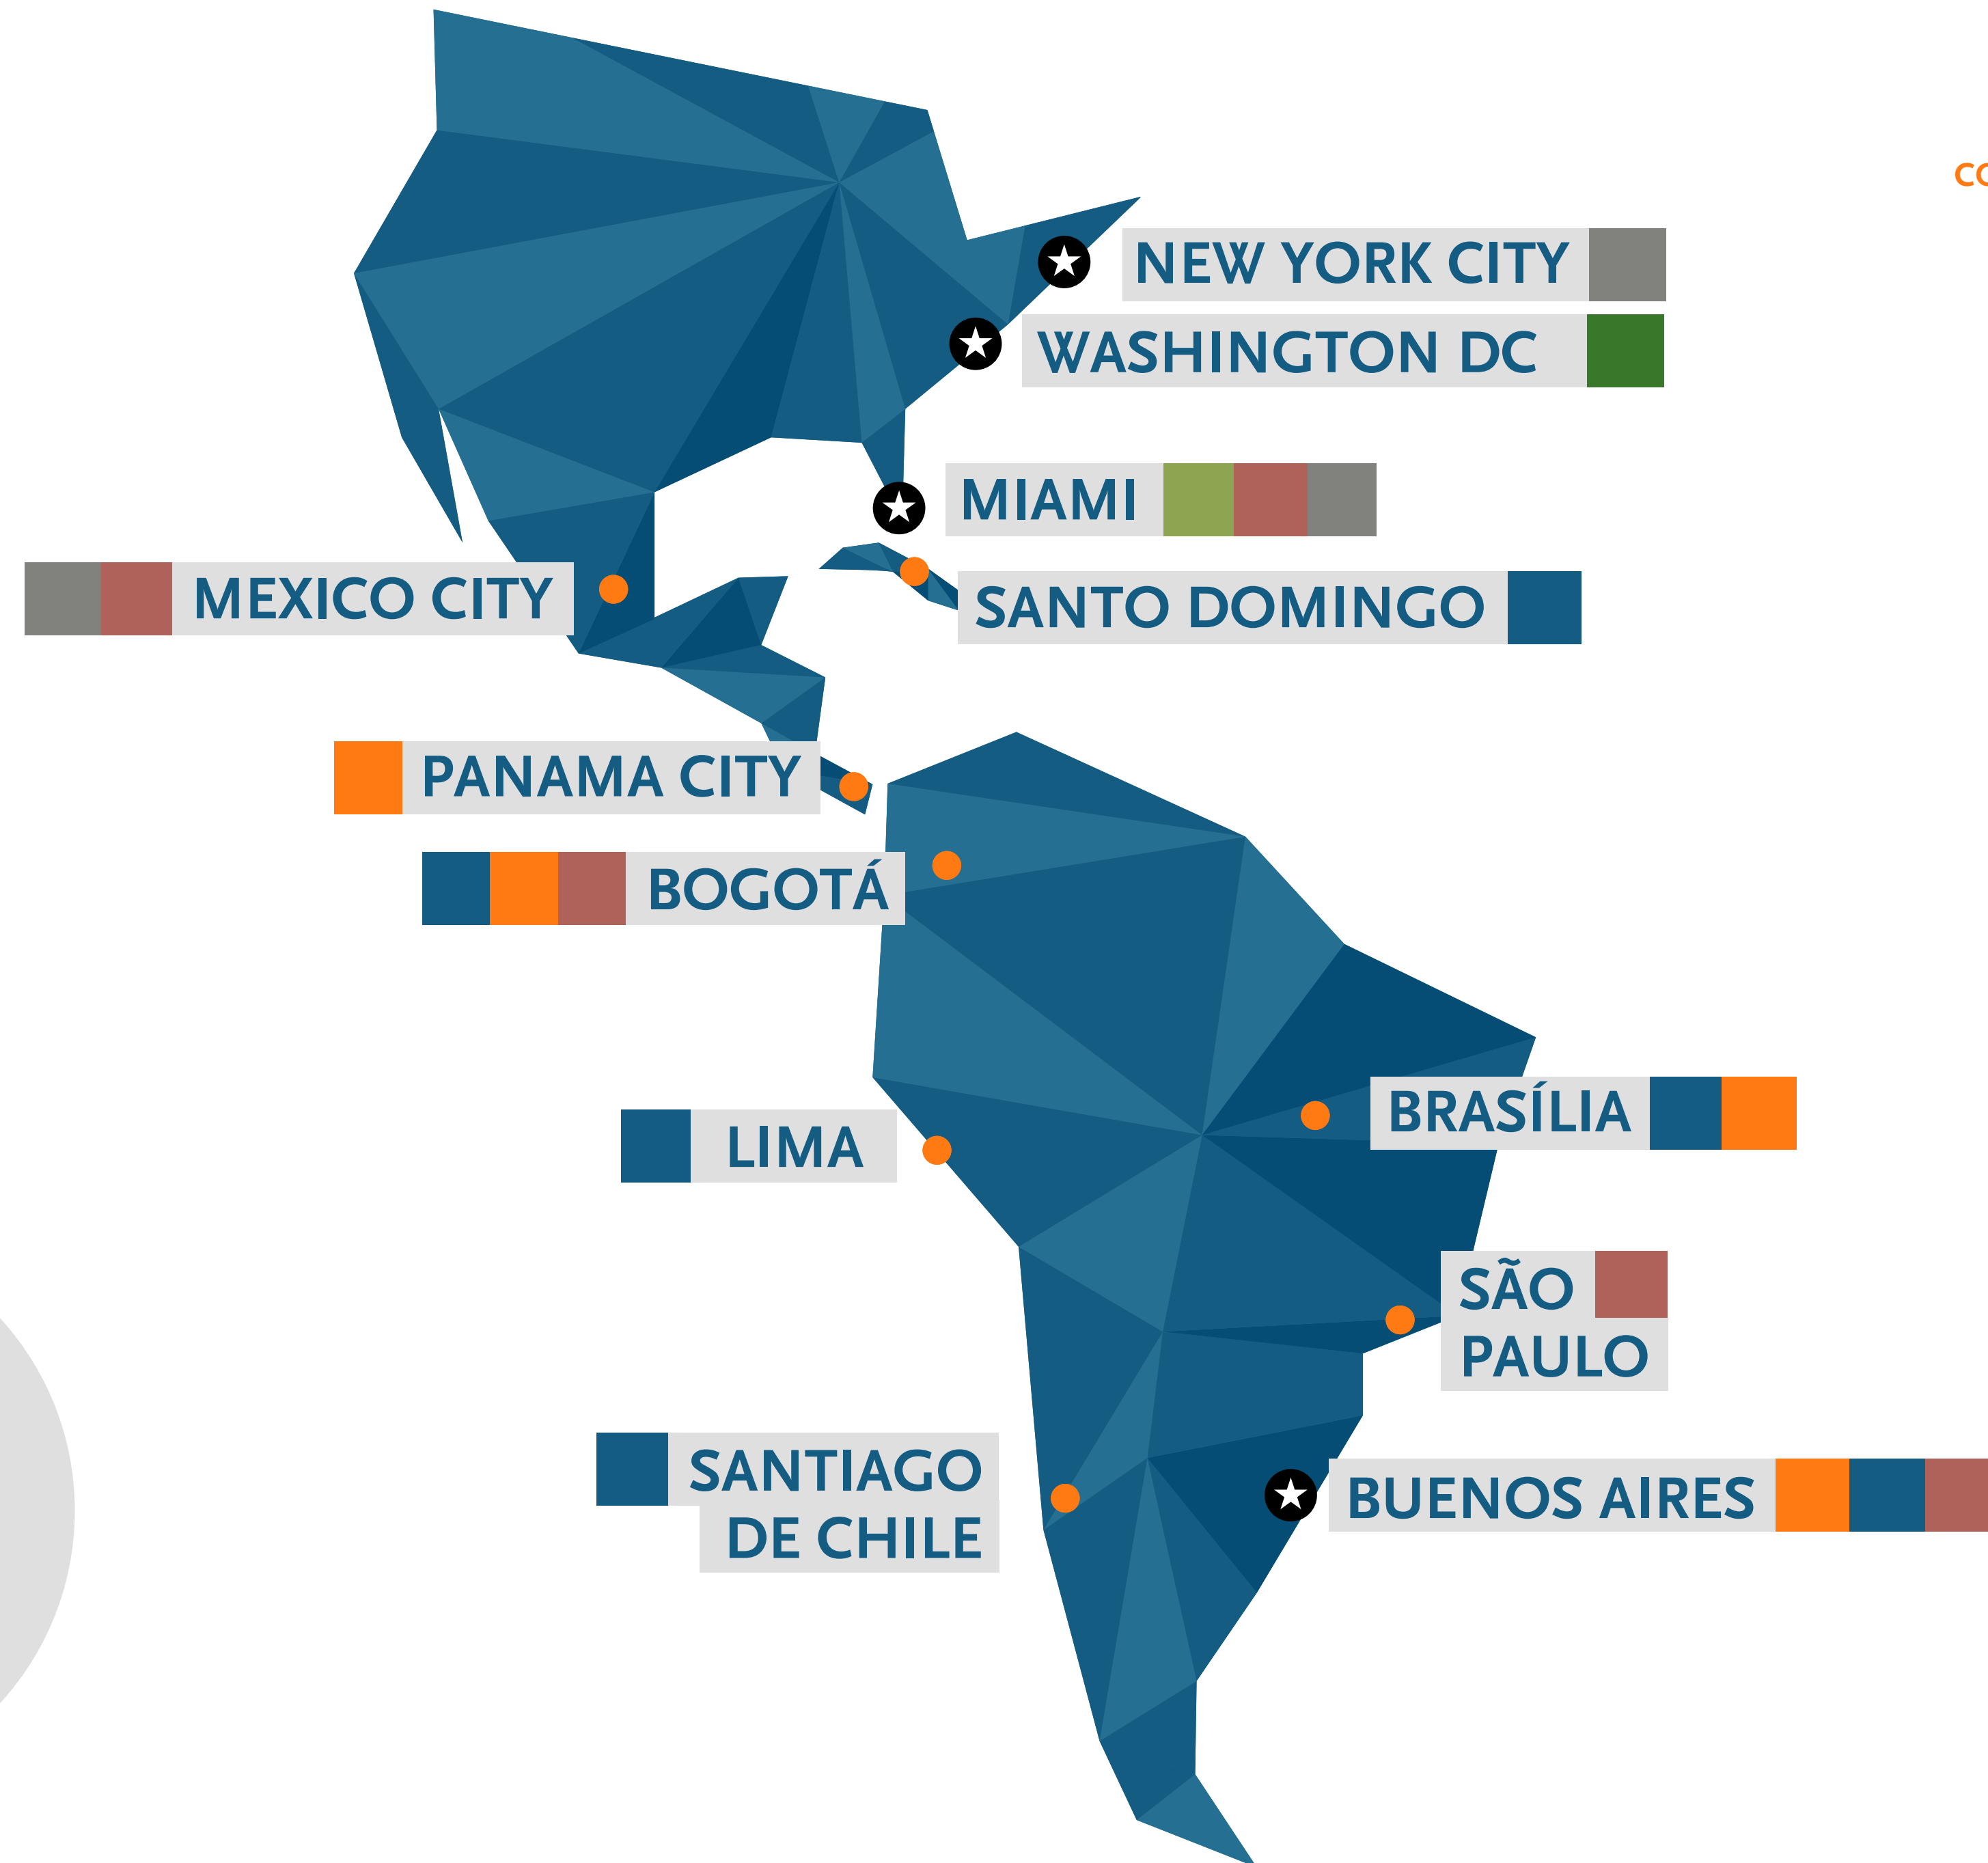 NEW YORK CITY
WASHINGTON DC
MIAMI
MEXICO CITY
SANTO DOMINGO
PANAMA CITY
BOGOTÁ
BRASÍLIA
LIMA
SÃO
PAULO
SANTIAGO
DE CHILE
BUENOS AIRES